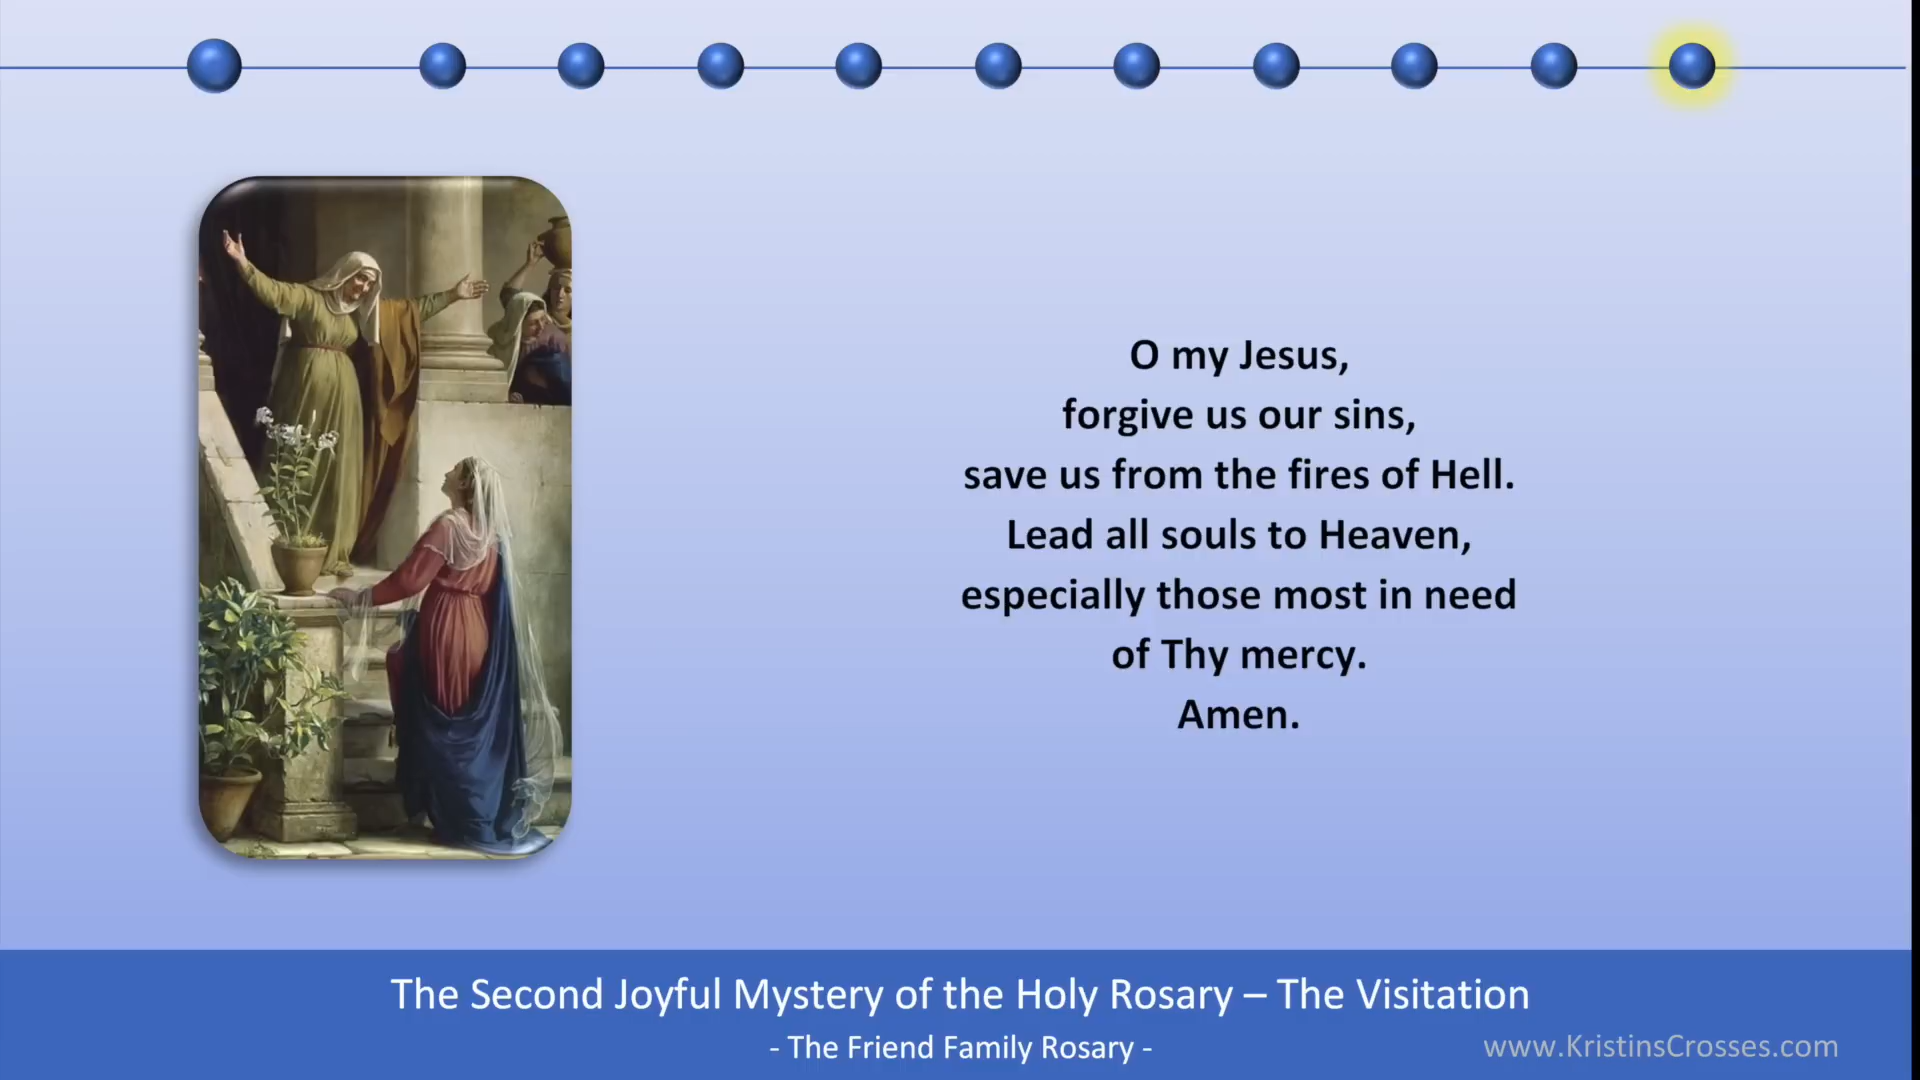 O my Jesus,
forgive us our sins,
save us from the fires of Hell.
Lead all souls to Heaven,
especially those most in need
of Thy mercy.
Amen.
The Second Joyful Mystery of the Holy Rosary – The Visitation
- The Friend Family Rosary -
www.KristinsCrosses.com